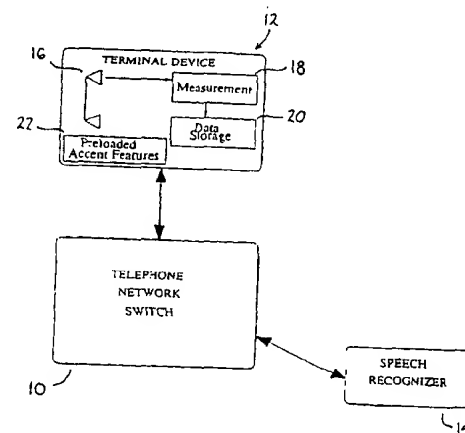 12
TERMINAL DEVICE
16
18
Measurement
20
Data
Storage
22
Preloaded
Accent Features
TELEPHONE
NETWORK
SWITCH
10
SPEECH
RECOGNIZER